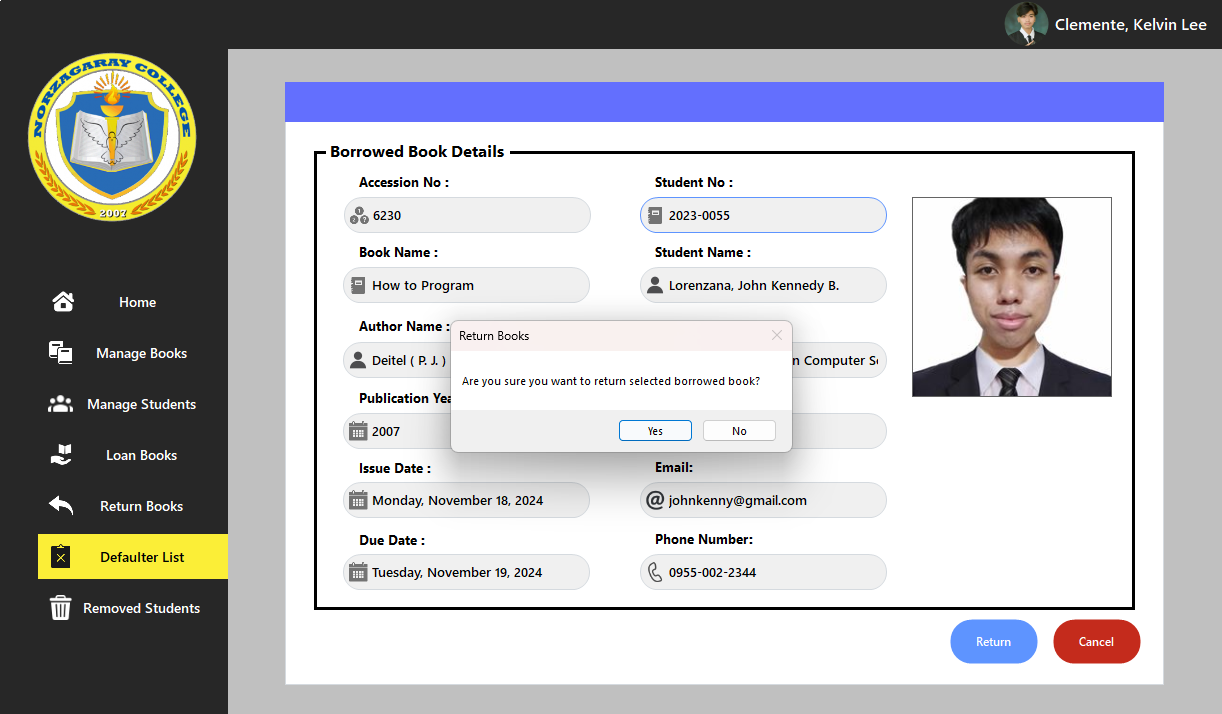 Clemente, Kelvin Lee
NORZAGARAY COLLEGE
2007
Home
Manage Books
Manage Students
Loan Books
Return Books
Defaulter List
Removed Students
Borrowed Book Details
Accession No :
6230
Student No :
2023-0055
Book Name :
How to Program
Student Name :
Lorenzana, John Kennedy B.
Author Name :
Deitel ( P. J. )
n Computer Sc
Return Books
Are you sure you want to return selected borrowed book?
Yes
No
Publication Yea
2007
Issue Date :
Monday, November 18, 2024
Email:
johnkenny@gmail.com
Due Date :
Tuesday, November 19, 2024
Phone Number:
0955-002-2344
Return
Cancel